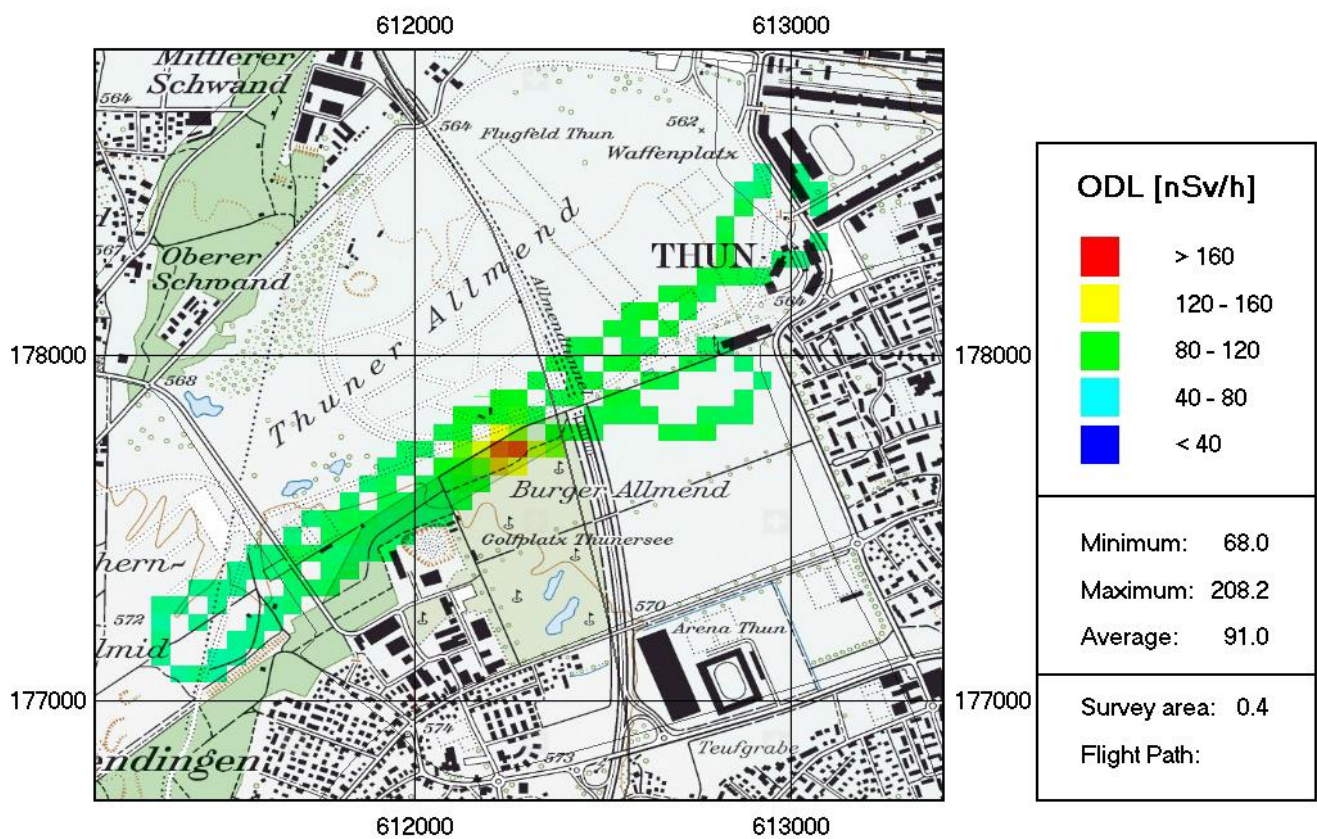 612000 613000
Mittlerer
Schwand
564
564
Flugfeld Thun
562
Waffenplatz
567
Oberer
Schwand
THUN
564
Thuner Allmend
Allmendtunnel
178000 178000
568
Burger Allmend
Golfplatz Thunersee
hern~
572
lmid
570
Arena Thun
177000 177000
574
573
Teufgrabe
endingen
612000 613000
ODL [nSv/h]
> 160
120 - 160
80 - 120
40 - 80
< 40
Minimum: 68.0
Maximum: 208.2
Average: 91.0
Survey area: 0.4
Flight Path: